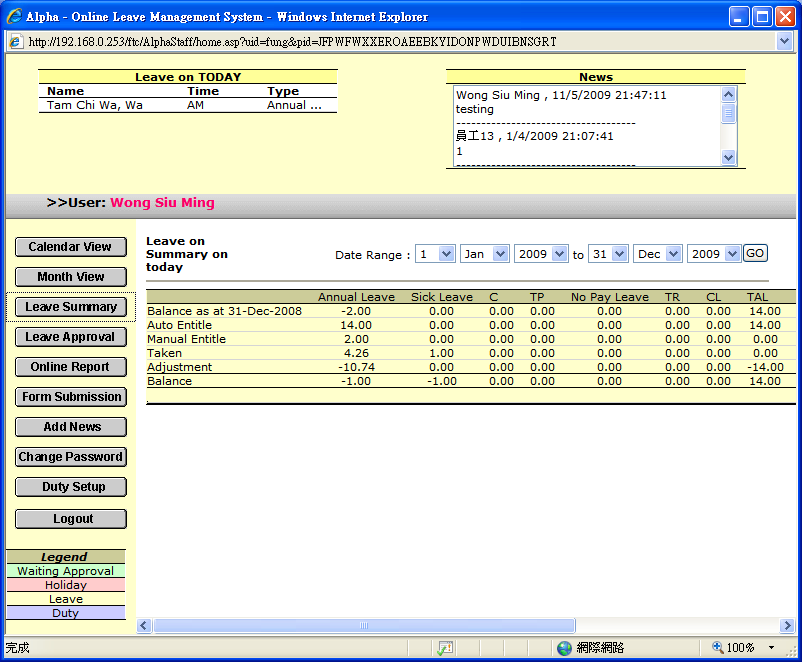 Alpha - Online Leave Management System - Windows Internet Explorer
http://192.168.0.253/ftc/AlphaStaff/home.asp?uid=fung&pid=JFPWFWXXEROAEEBKYIDONPWDUIBNSGRT
Leave on TODAY
Name Time Type
Tam Chi Wa, Wa AM Annual ...
News
Wong Siu Ming , 11/5/2009 21:47:11
testing
------------------------------------
員工13 , 1/4/2009 21:07:41
1
------------------------------------
>>User: Wong Siu Ming
Calendar View
Month View
Leave Summary
Leave Approval
Online Report
Form Submission
Add News
Change Password
Duty Setup
Logout
Legend
Waiting Approval
Holiday
Leave
Duty
Leave on
Summary on
today
Date Range : 1 Jan 2009 to 31 Dec 2009 GO
Annual Leave Sick Leave C TP No Pay Leave TR CL TAL
Balance as at 31-Dec-2008 -2.00 0.00 0.00 0.00 0.00 0.00 0.00 14.00
Auto Entitle 14.00 0.00 0.00 0.00 0.00 0.00 0.00 14.00
Manual Entitle 2.00 0.00 0.00 0.00 0.00 0.00 0.00 0.00
Taken 4.26 1.00 0.00 0.00 0.00 0.00 0.00 0.00
Adjustment -10.74 0.00 0.00 0.00 0.00 0.00 0.00 -14.00
Balance -1.00 -1.00 0.00 0.00 0.00 0.00 0.00 14.00
完成
網際網路
100%